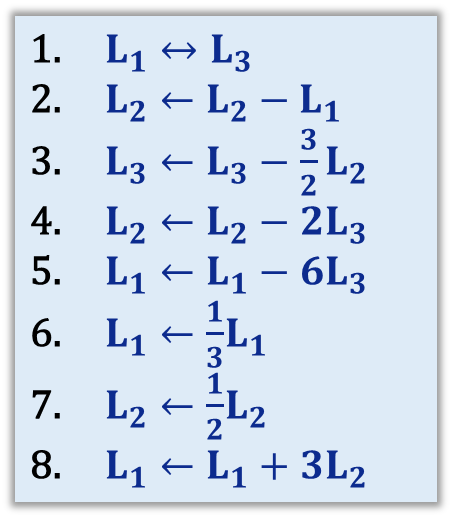 1. L₁ ↔ L₃
2. L₂ ← L₂ − L₁
3. L₃ ← L₃ − 3/2 L₂
4. L₂ ← L₂ − 2L₃
5. L₁ ← L₁ − 6L₃
6. L₁ ← 1/3 L₁
7. L₂ ← 1/2 L₂
8. L₁ ← L₁ + 3L₂